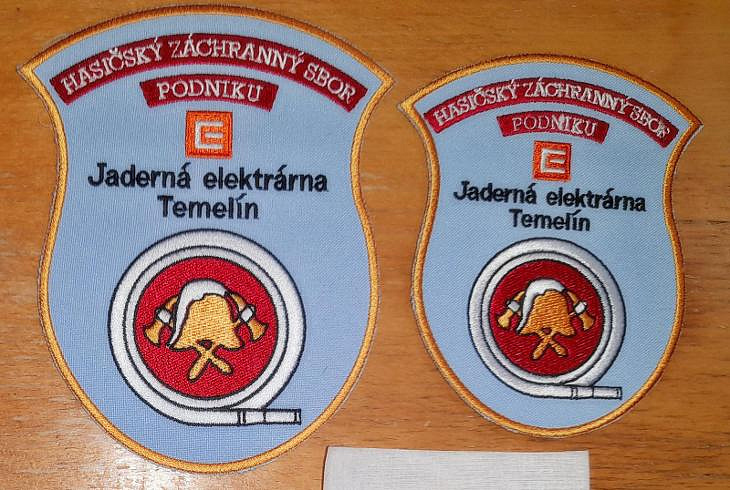 HASIČSKÝ ZÁCHRANNÝ SBOR
PODNIKU
Jaderná elektrárna
Temelín
HASIČSKÝ ZÁCHRANNÝ SBOR
PODNIKU
Jaderná elektrárna
Temelín